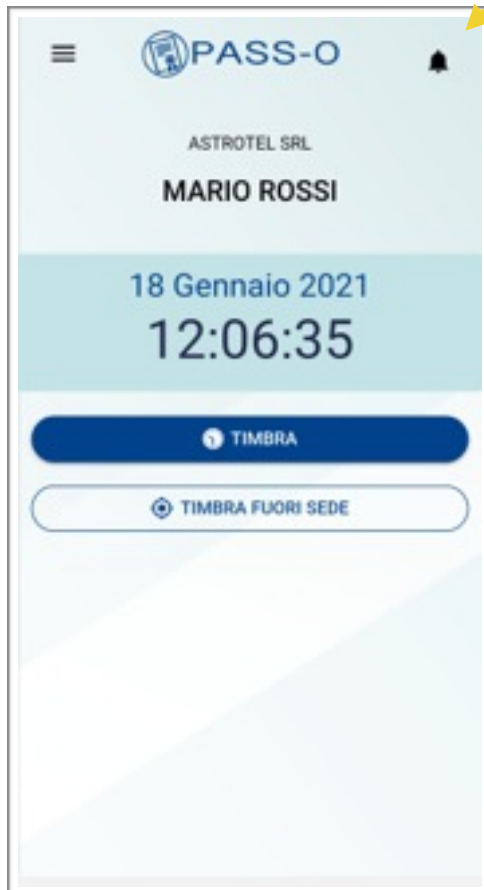 PASS-O
ASTROTEL SRL
MARIO ROSSI
18 Gennaio 2021
12:06:35
TIMBRA
TIMBRA FUORI SEDE